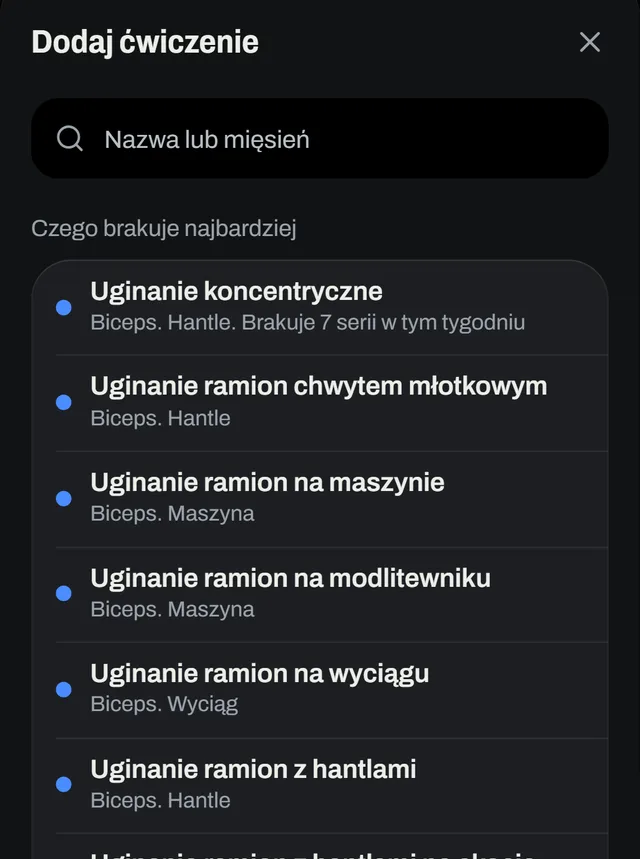 Dodaj ćwiczenie
Nazwa lub mięsień
Czego brakuje najbardziej
Uginanie koncentryczne
Biceps. Hantle. Brakuje 7 serii w tym tygodniu
Uginanie ramion chwytem młotkowym
Biceps. Hantle
Uginanie ramion na maszynie
Biceps. Maszyna
Uginanie ramion na modlitewniku
Biceps. Maszyna
Uginanie ramion na wyciągu
Biceps. Wyciąg
Uginanie ramion z hantlami
Biceps. Hantle